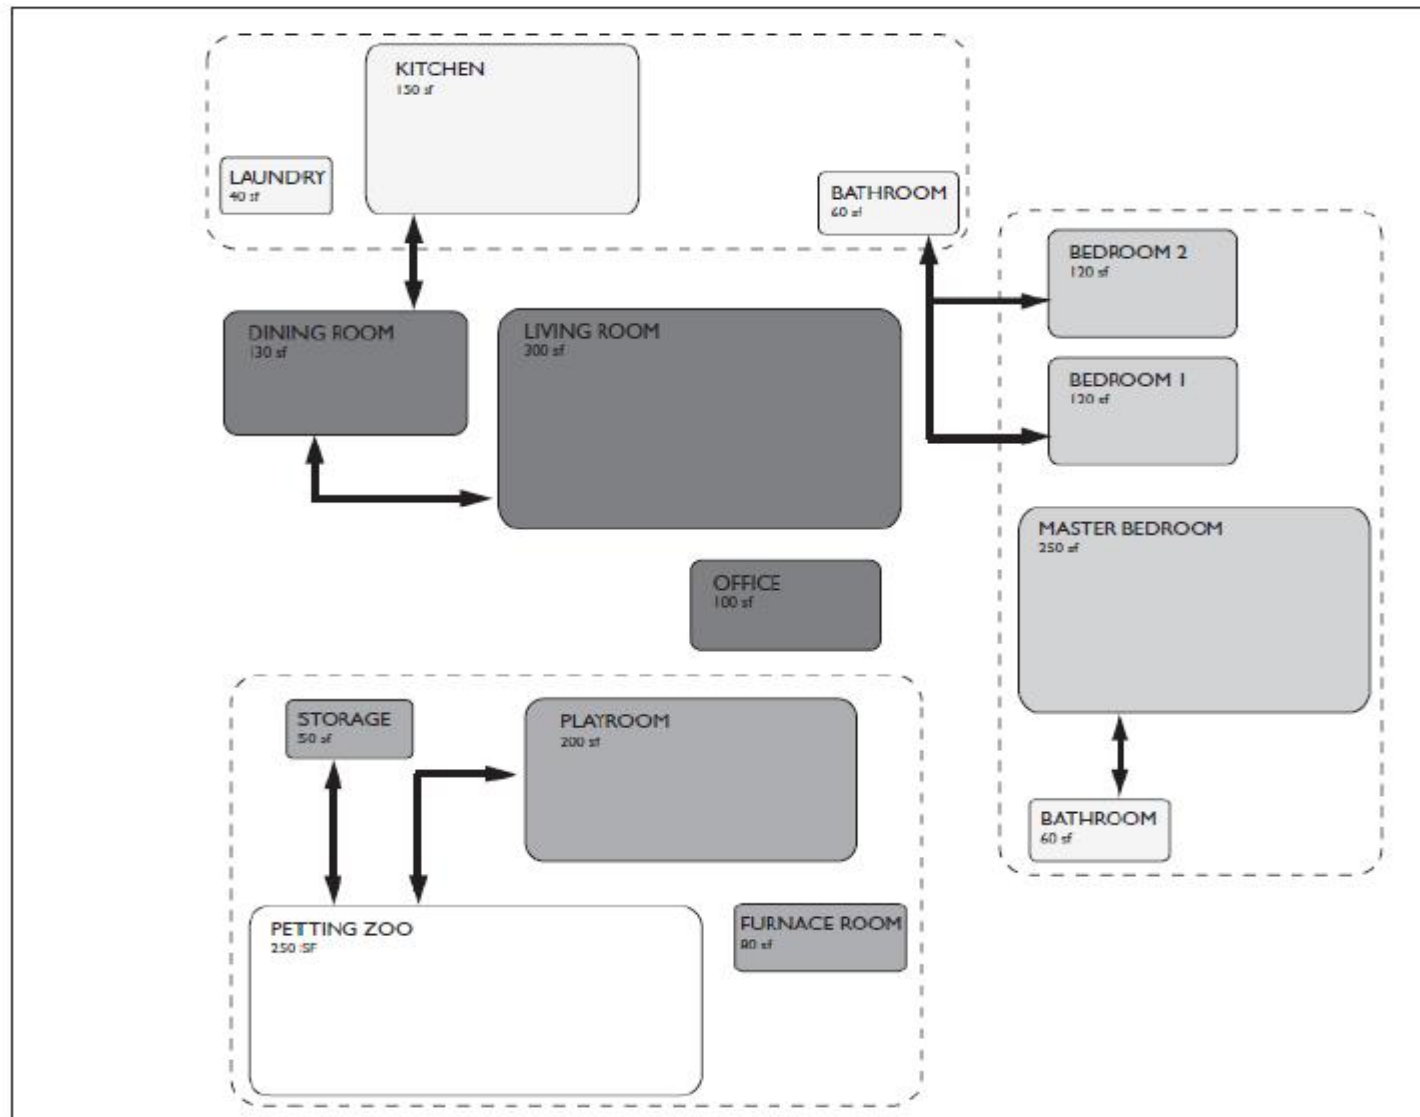 KITCHEN
150 sf
LAUNDRY
40 sf
BATHROOM
60 sf
BEDROOM 2
120 sf
DINING ROOM
130 sf
LIVING ROOM
300 sf
BEDROOM 1
120 sf
MASTER BEDROOM
250 sf
OFFICE
100 sf
STORAGE
50 sf
PLAYROOM
200 sf
BATHROOM
60 sf
PETTING ZOO
250 SF
FURNACE ROOM
80 sf